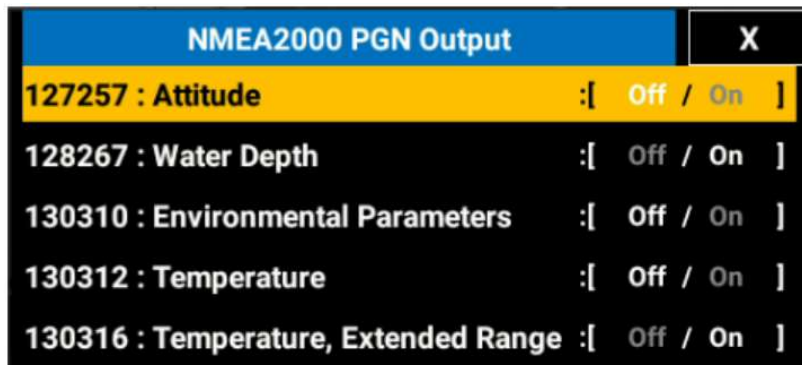 NMEA2000 PGN Output X
127257 : Attitude :[ Off / On ]
128267 : Water Depth :[ Off / On ]
130310 : Environmental Parameters :[ Off / On ]
130312 : Temperature :[ Off / On ]
130316 : Temperature, Extended Range :[ Off / On ]